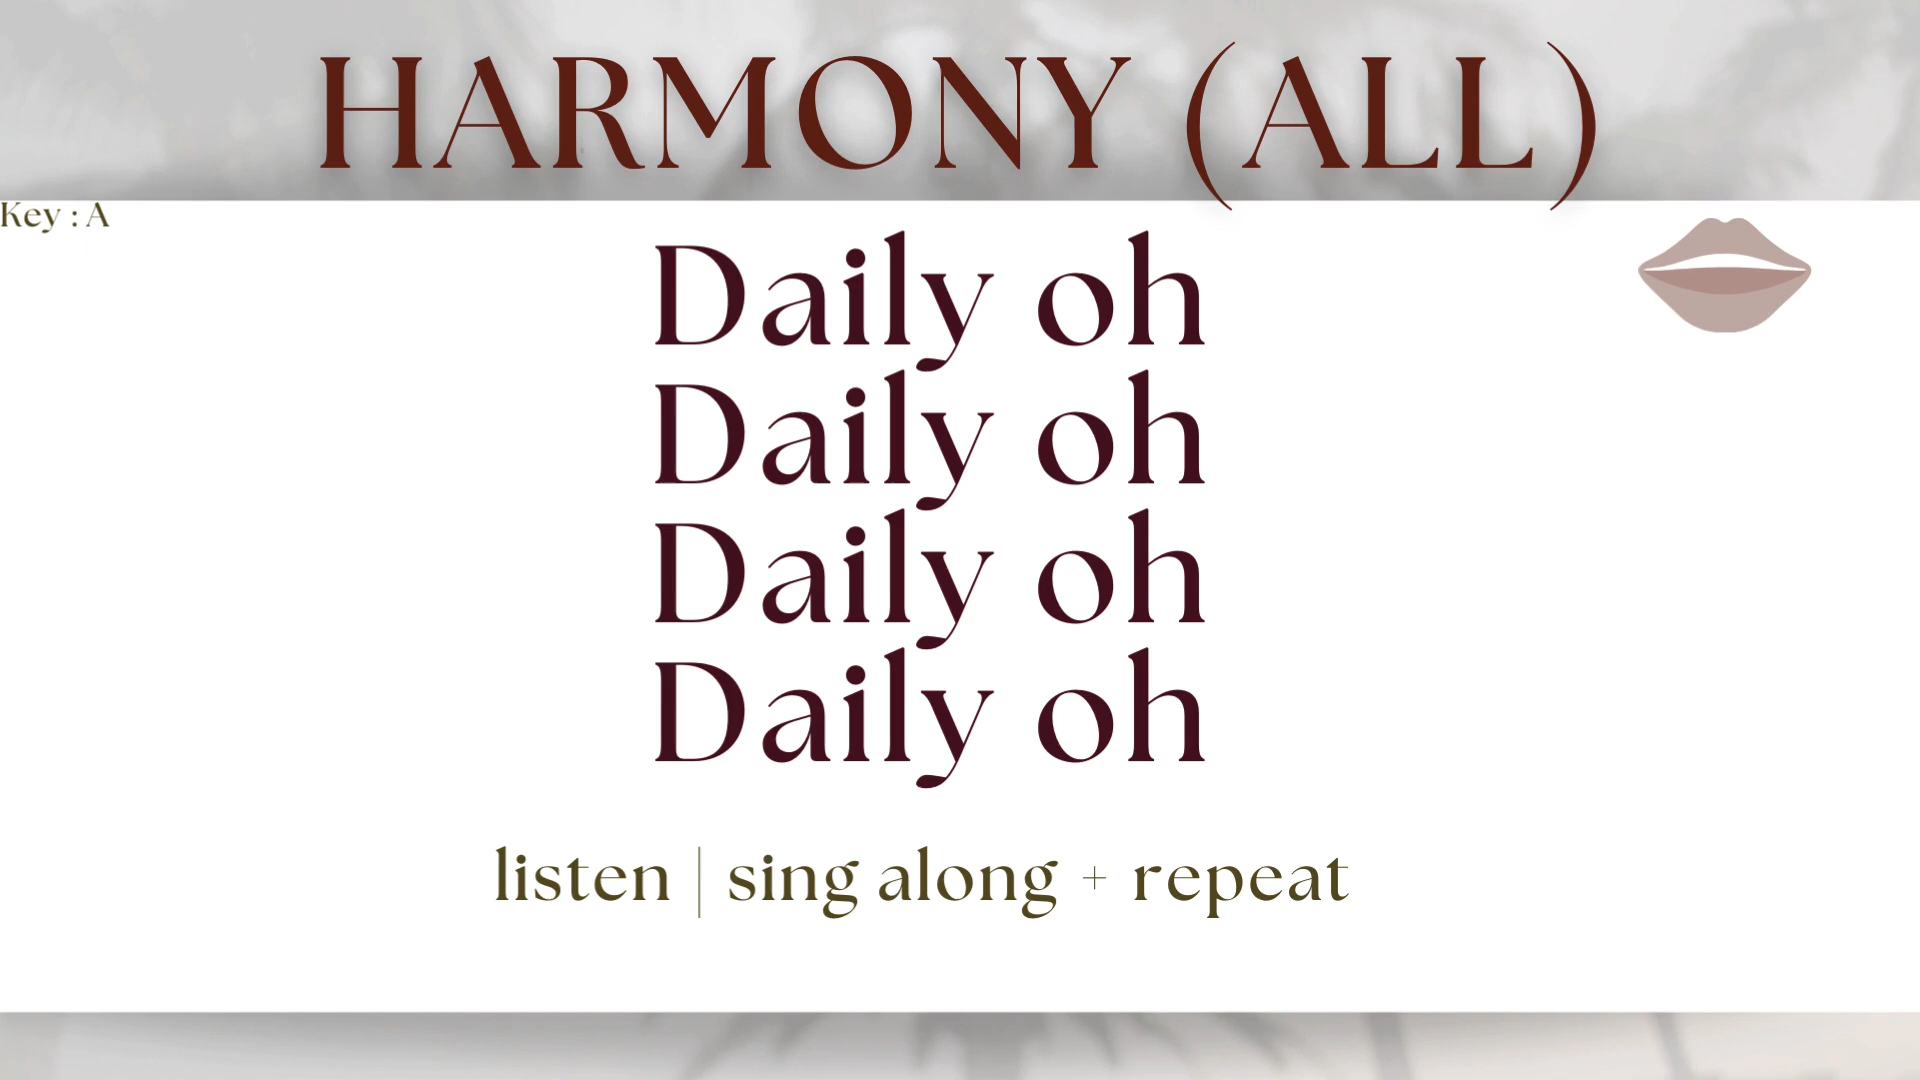 HARMONY (ALL)
Key : A
Daily oh
Daily oh
Daily oh
Daily oh
listen | sing along + repeat